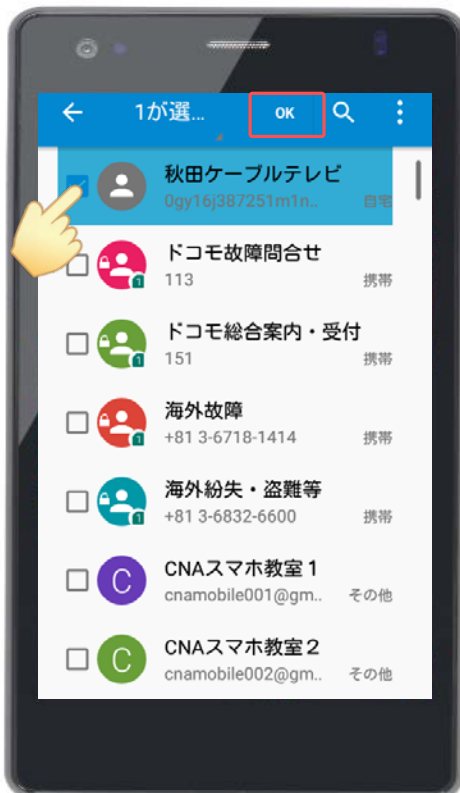 1が選...
OK
秋田ケーブルテレビ
0gy16j387251m1n..
自宅
ドコモ故障問合せ
113
携帯
1
ドコモ総合案内・受付
151
携帯
1
海外故障
+81 3-6718-1414
携帯
1
海外紛失・盗難等
+81 3-6832-6600
携帯
1
C
CNAスマホ教室1
cnamobile001@gm..
その他
C
CNAスマホ教室2
cnamobile002@gm..
その他